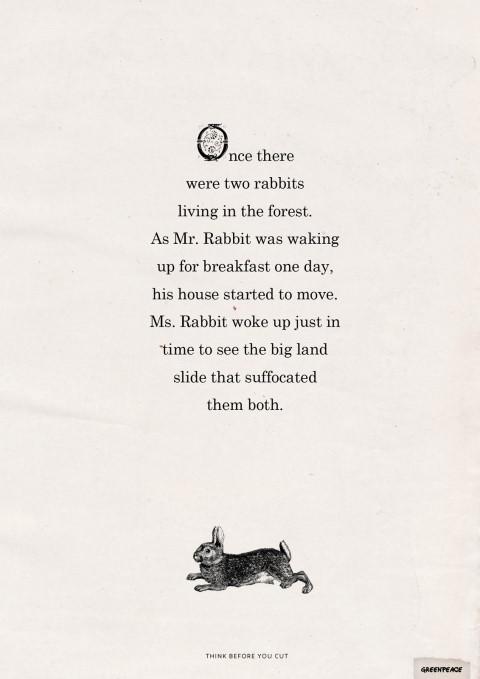 Once there
were two rabbits
living in the forest.
As Mr. Rabbit was waking
up for breakfast one day,
his house started to move.
Ms. Rabbit woke up just in
time to see the big land
slide that suffocated
them both.
THINK BEFORE YOU CUT
GREENPEACE